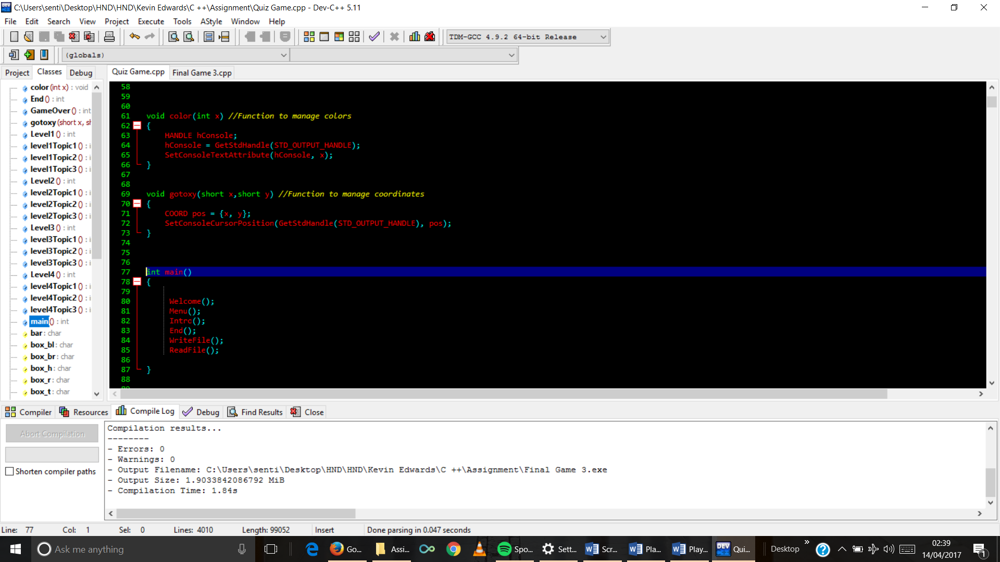 C:\Users\senti\Desktop\HND\HND\Kevin Edwards\C ++\Assignment\Quiz Game.cpp - Dev-C++ 5.11
File Edit Search View Project Execute Tools AStyle Window Help
TDM-GCC 4.9.2 64-bit Release
(globals)
Project Classes Debug
Quiz Game.cpp Final Game 3.cpp
color (int x) : void
End () : int
GameOver () : int
gotoxy (short x, sh
Level1 () : int
level1Topic1 () : i
level1Topic2 () : i
level1Topic3 () : i
Level2 () : int
level2Topic1 () : i
level2Topic2 () : i
level2Topic3 () : i
Level3 () : int
level3Topic1 () : i
level3Topic2 () : i
level3Topic3 () : i
Level4 () : int
level4Topic1 () : i
level4Topic2 () : i
level4Topic3 () : i
main () : int
bar : char
box_bl : char
box_br : char
box_h : char
box_r : char
box_t : char
58
59
60
61 void color(int x) //Function to manage colors
62 {
63 HANDLE hConsole;
64 hConsole = GetStdHandle(STD_OUTPUT_HANDLE);
65 SetConsoleTextAttribute(hConsole, x);
66 }
67
68
69 void gotoxy(short x,short y) //Function to manage coordinates
70 {
71 COORD pos = {x, y};
72 SetConsoleCursorPosition(GetStdHandle(STD_OUTPUT_HANDLE), pos);
73 }
74
75
76
77 int main()
78 {
79
80 Welcome();
81 Menu();
82 Intro();
83 End();
84 WriteFile();
85 ReadFile();
86
87 }
88
Compiler Resources Compile Log Debug Find Results Close
Abort Compilation
Shorten compiler paths
Compilation results...
--------
- Errors: 0
- Warnings: 0
- Output Filename: C:\Users\senti\Desktop\HND\HND\Kevin Edwards\C ++\Assignment\Final Game 3.exe
- Output Size: 1.9033842086792 MiB
- Compilation Time: 1.84s
Line: 77 Col: 1 Sel: 0 Lines: 4010 Length: 99052 Insert Done parsing in 0.047 seconds
Ask me anything
Go... Assi... Spo... Sett... Scr... Pla... Play... DEV Qui... Desktop
02:39
14/04/2017
1